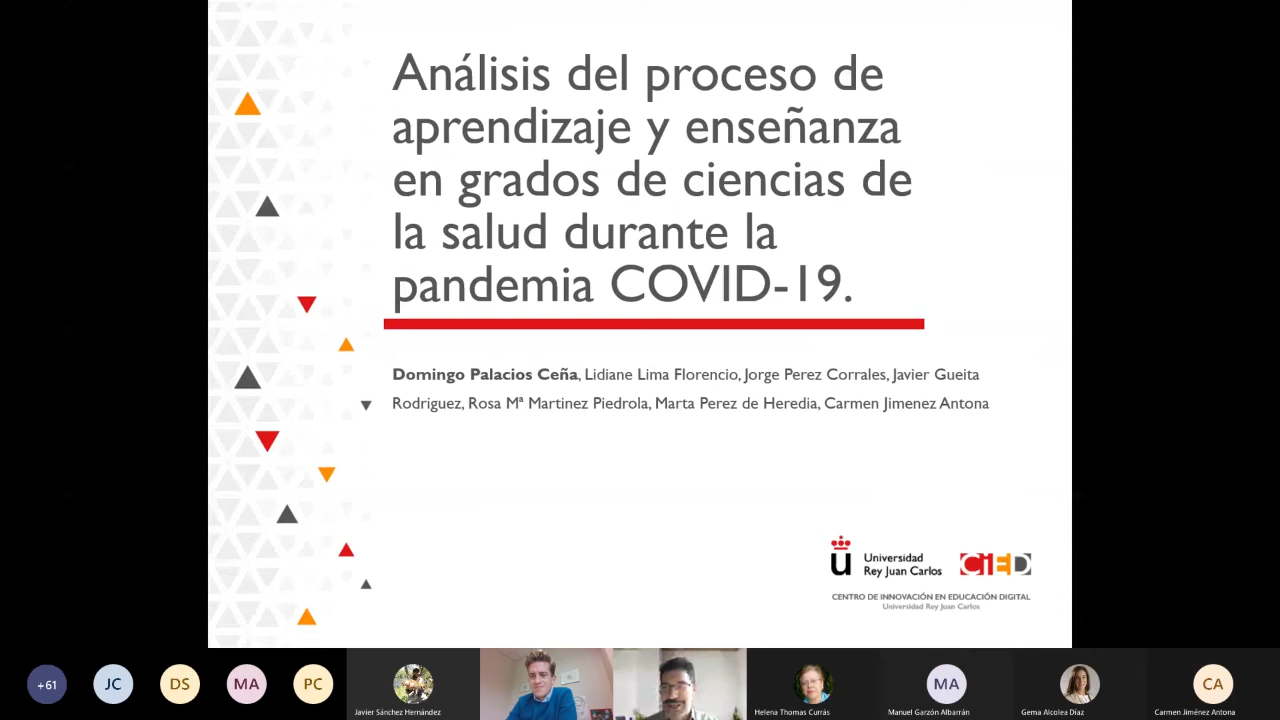 Análisis del proceso de
aprendizaje y enseñanza
en grados de ciencias de
la salud durante la
pandemia COVID-19.
Domingo Palacios Ceña, Lidiane Lima Florencio, Jorge Perez Corrales, Javier Gueita
Rodriguez, Rosa Mª Martinez Piedrola, Marta Perez de Heredia, Carmen Jimenez Antona
Universidad
Rey Juan Carlos
CiED
CENTRO DE INNOVACIÓN EN EDUCACIÓN DIGITAL
Universidad Rey Juan Carlos
+61
JC
DS
MA
PC
Javier Sánchez Hernández
Helena Thomas Currás
MA
Manuel Garzón Albarrán
Gema Alcolea Díaz
CA
Carmen Jiménez Antona